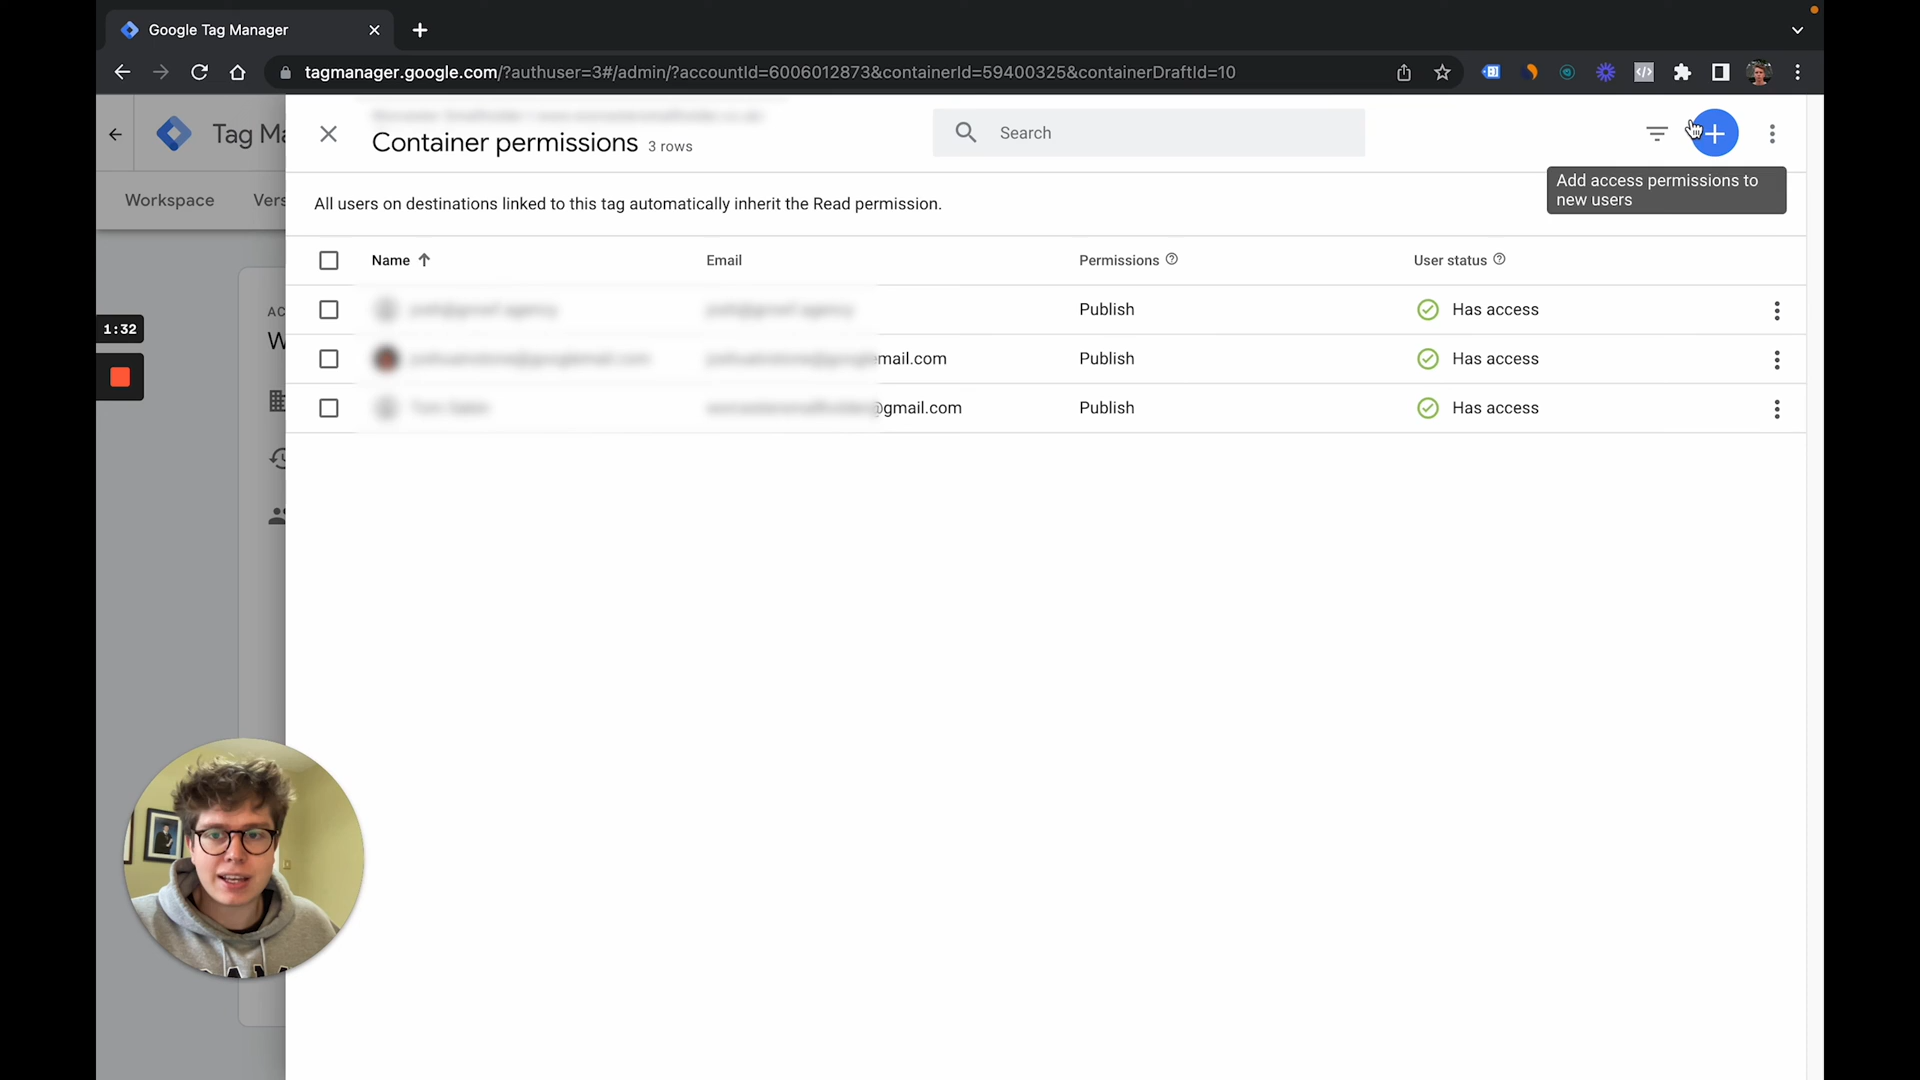 Google Tag Manager
tagmanager.google.com/?authuser=3#/admin/?accountId=6006012873&containerId=59400325&containerDraftId=10
Tag Ma
Container permissions 3 rows
Search
Add access permissions to
new users
Workspace Vers
All users on destinations linked to this tag automatically inherit the Read permission.
Name Email Permissions User status
AC
W
Publish Has access
1:32
mail.com Publish Has access
@gmail.com Publish Has access